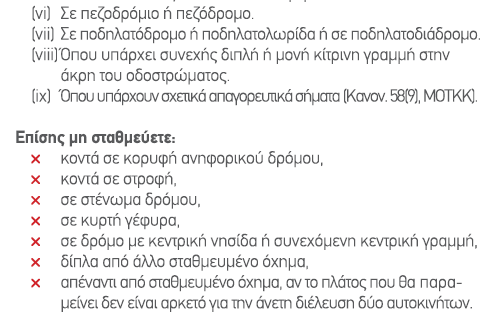 (vi) Σε πεζοδρόμιο ή πεζόδρομο.
(vii) Σε ποδηλατόδρομο ή ποδηλατολωρίδα ή σε ποδηλατοδιάδρομο.
(viii) Όπου υπάρχει συνεχής διπλή ή μονή κίτρινη γραμμή στην
άκρη του οδοστρώματος.
(ix) Όπου υπάρχουν σχετικά απαγορευτικά σήματα (Κανον. 58(9), ΜΟΤΚΚ).
Επίσης μη σταθμεύετε:
× κοντά σε κορυφή ανηφορικού δρόμου,
× κοντά σε στροφή,
× σε στένωμα δρόμου,
× σε κυρτή γέφυρα,
× σε δρόμο με κεντρική νησίδα ή συνεχόμενη κεντρική γραμμή,
× δίπλα από άλλο σταθμευμένο όχημα,
× απέναντι από σταθμευμένο όχημα, αν το πλάτος που θα παρα-
μείνει δεν είναι αρκετό για την άνετη διέλευση δύο αυτοκινήτων.